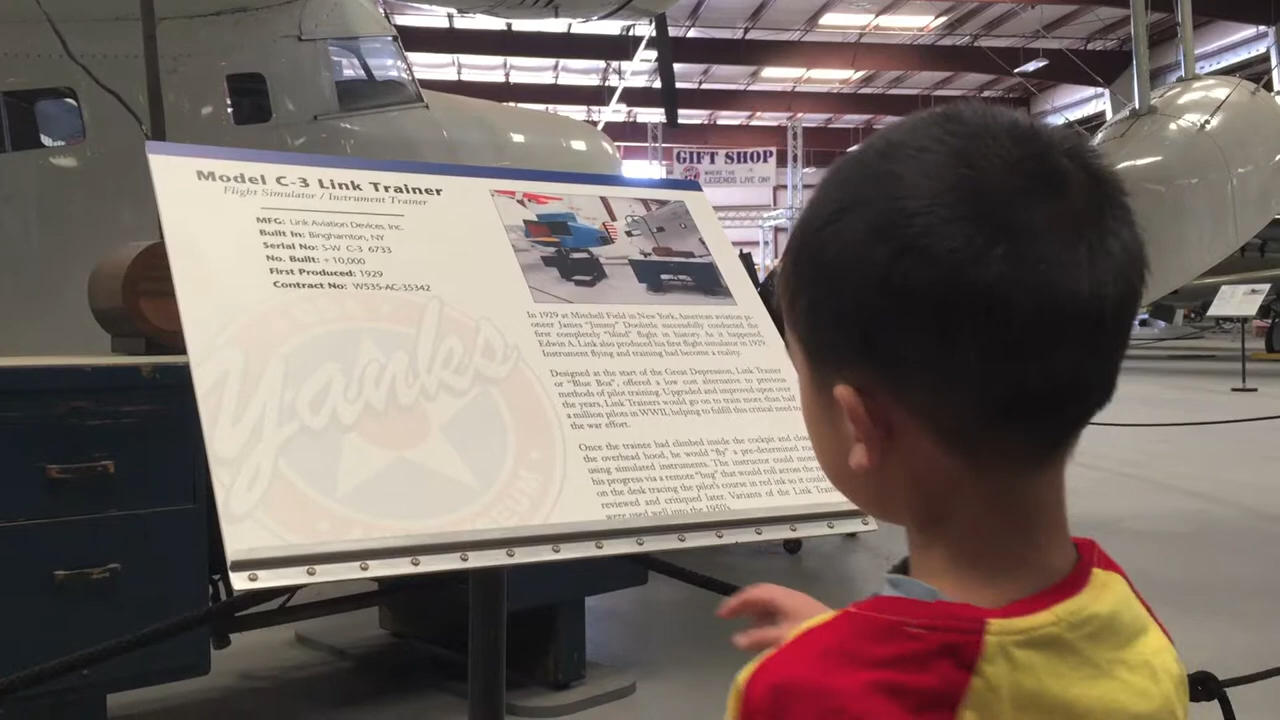 Model C-3 Link Trainer
Flight Simulator / Instrument Trainer
MFG: Link Aviation Devices, Inc.
Built In: Binghamton, NY
Serial No: S-W C-3 6733
No. Built: +10,000
First Produced: 1929
Contract No: W535-AC-35342
Yanks
In 1929 at Mitchell Field in New York, American aviation pi-
oneer James "Jimmy" Doolittle successfully conducted the
first completely "blind" flight in history. As it happened,
Edwin A. Link also produced his first flight simulator in 1929.
Instrument flying and training had become a reality.
Designed at the start of the Great Depression, Link Trainer
or "Blue Box", offered a low cost alternative to previous
methods of pilot training. Upgraded and improved upon over
the years, Link Trainers would go on to train more than half
a million pilots in WWII, helping to fulfill this critical need to
the war effort.
Once the trainee had climbed inside the cockpit and
the overhead hood, he would "fly" a pre-determined
using simulated instruments. The instructor could
his progress via a remote "bug" that would roll across the
on the desk tracing the pilot's course in red ink so it could
reviewed and critiqued later. Variants of the Link
were used well into the 1950's
GIFT SHOP
WHERE THE
LEGENDS LIVE ON!